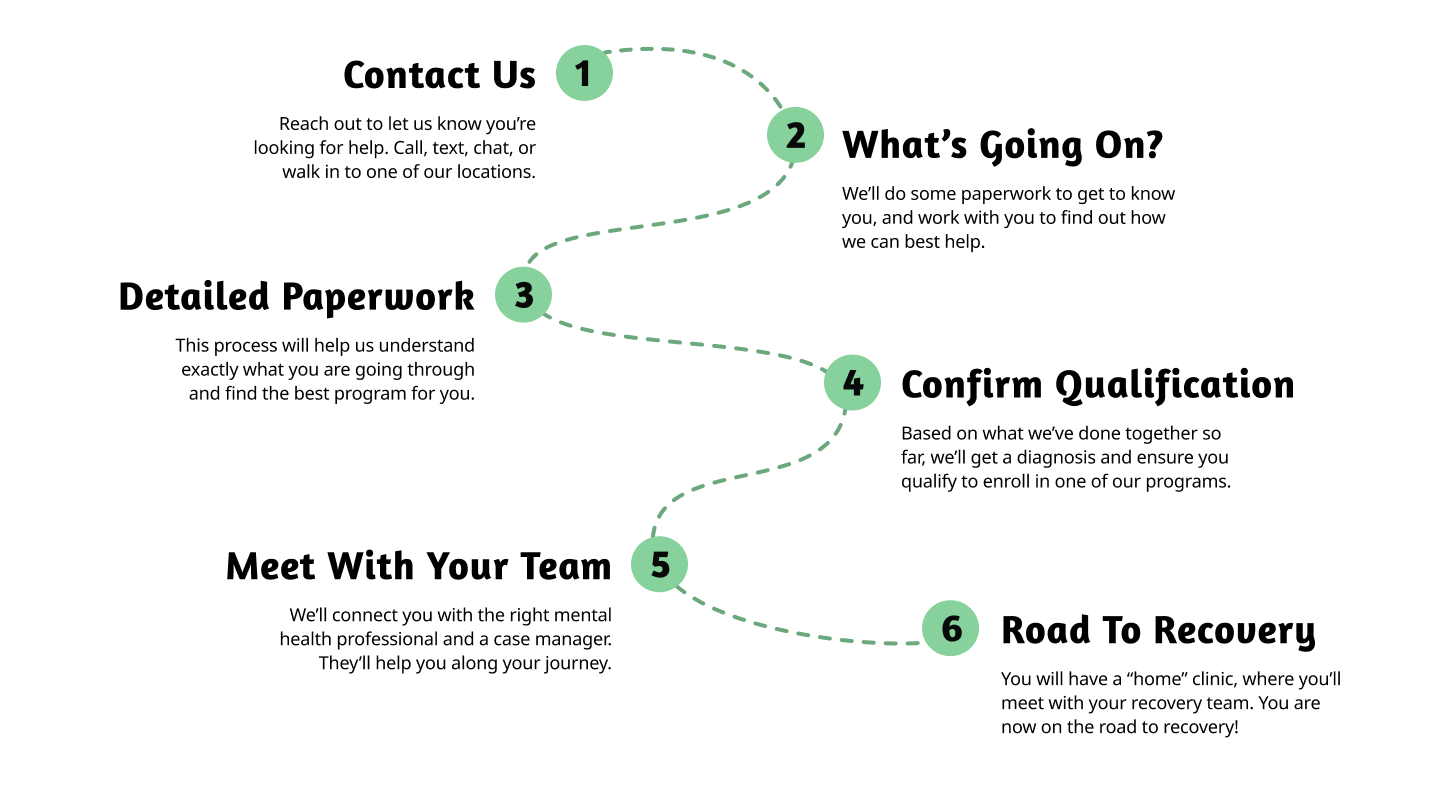 Contact Us
1
Reach out to let us know you’re
looking for help. Call, text, chat, or
walk in to one of our locations.
2
What’s Going On?
We’ll do some paperwork to get to know
you, and work with you to find out how
we can best help.
Detailed Paperwork
3
This process will help us understand
exactly what you are going through
and find the best program for you.
4
Confirm Qualification
Based on what we’ve done together so
far, we’ll get a diagnosis and ensure you
qualify to enroll in one of our programs.
Meet With Your Team
5
We’ll connect you with the right mental
health professional and a case manager.
They’ll help you along your journey.
6
Road To Recovery
You will have a “home” clinic, where you’ll
meet with your recovery team. You are
now on the road to recovery!